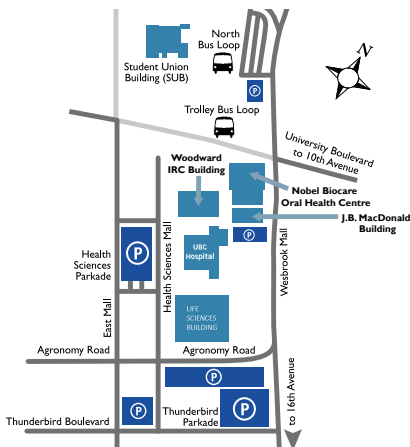 North
Bus Loop
N
Student Union
Building (SUB)
P
Trolley Bus Loop
University Boulevard
to 10th Avenue
Woodward
IRC Building
Nobel Biocare
Oral Health Centre
J.B. MacDonald
Building
P
Health Sciences Mall
Wesbrook Mall
UBC
Hospital
P
Health
Sciences
Parkade
East Mall
LIFE
SCIENCES
BUILDING
Agronomy Road
Agronomy Road
to 16th Avenue
P
P
Thunderbird
Parkade
P
Thunderbird Boulevard